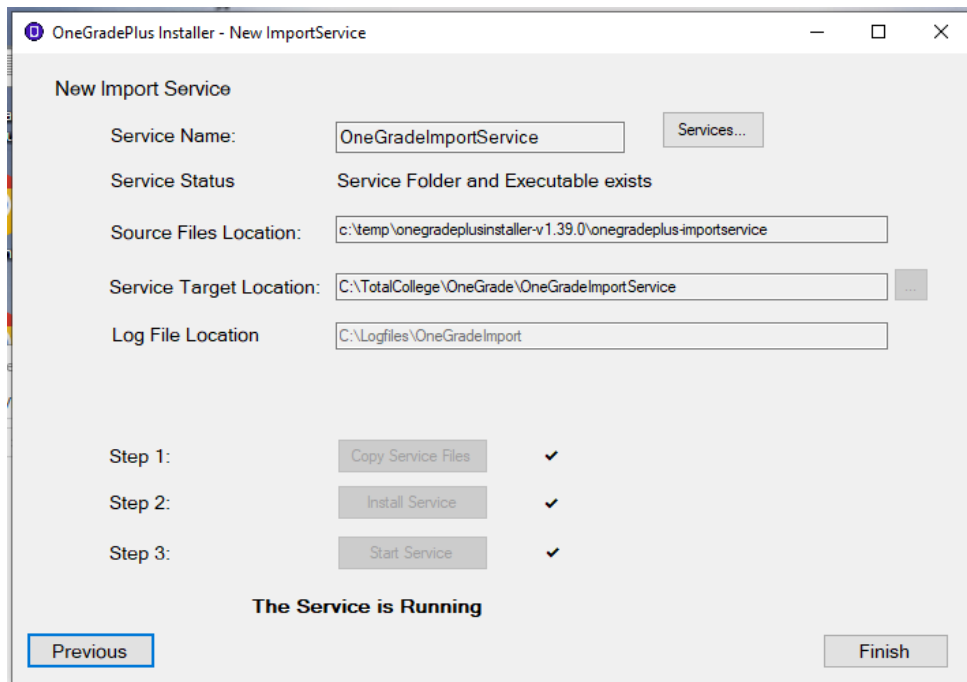 OneGradePlus Installer - New ImportService
New Import Service
Service Name: OneGradeImportService Services...
Service Status Service Folder and Executable exists
Source Files Location: c:\temp\onegradeplusinstaller-v1.39.0\onegradeplus-importservice
Service Target Location: C:\TotalCollege\OneGrade\OneGradeImportService ...
Log File Location C:\Logfiles\OneGradeImport
Step 1: Copy Service Files
Step 2: Install Service
Step 3: Start Service
The Service is Running
Previous Finish